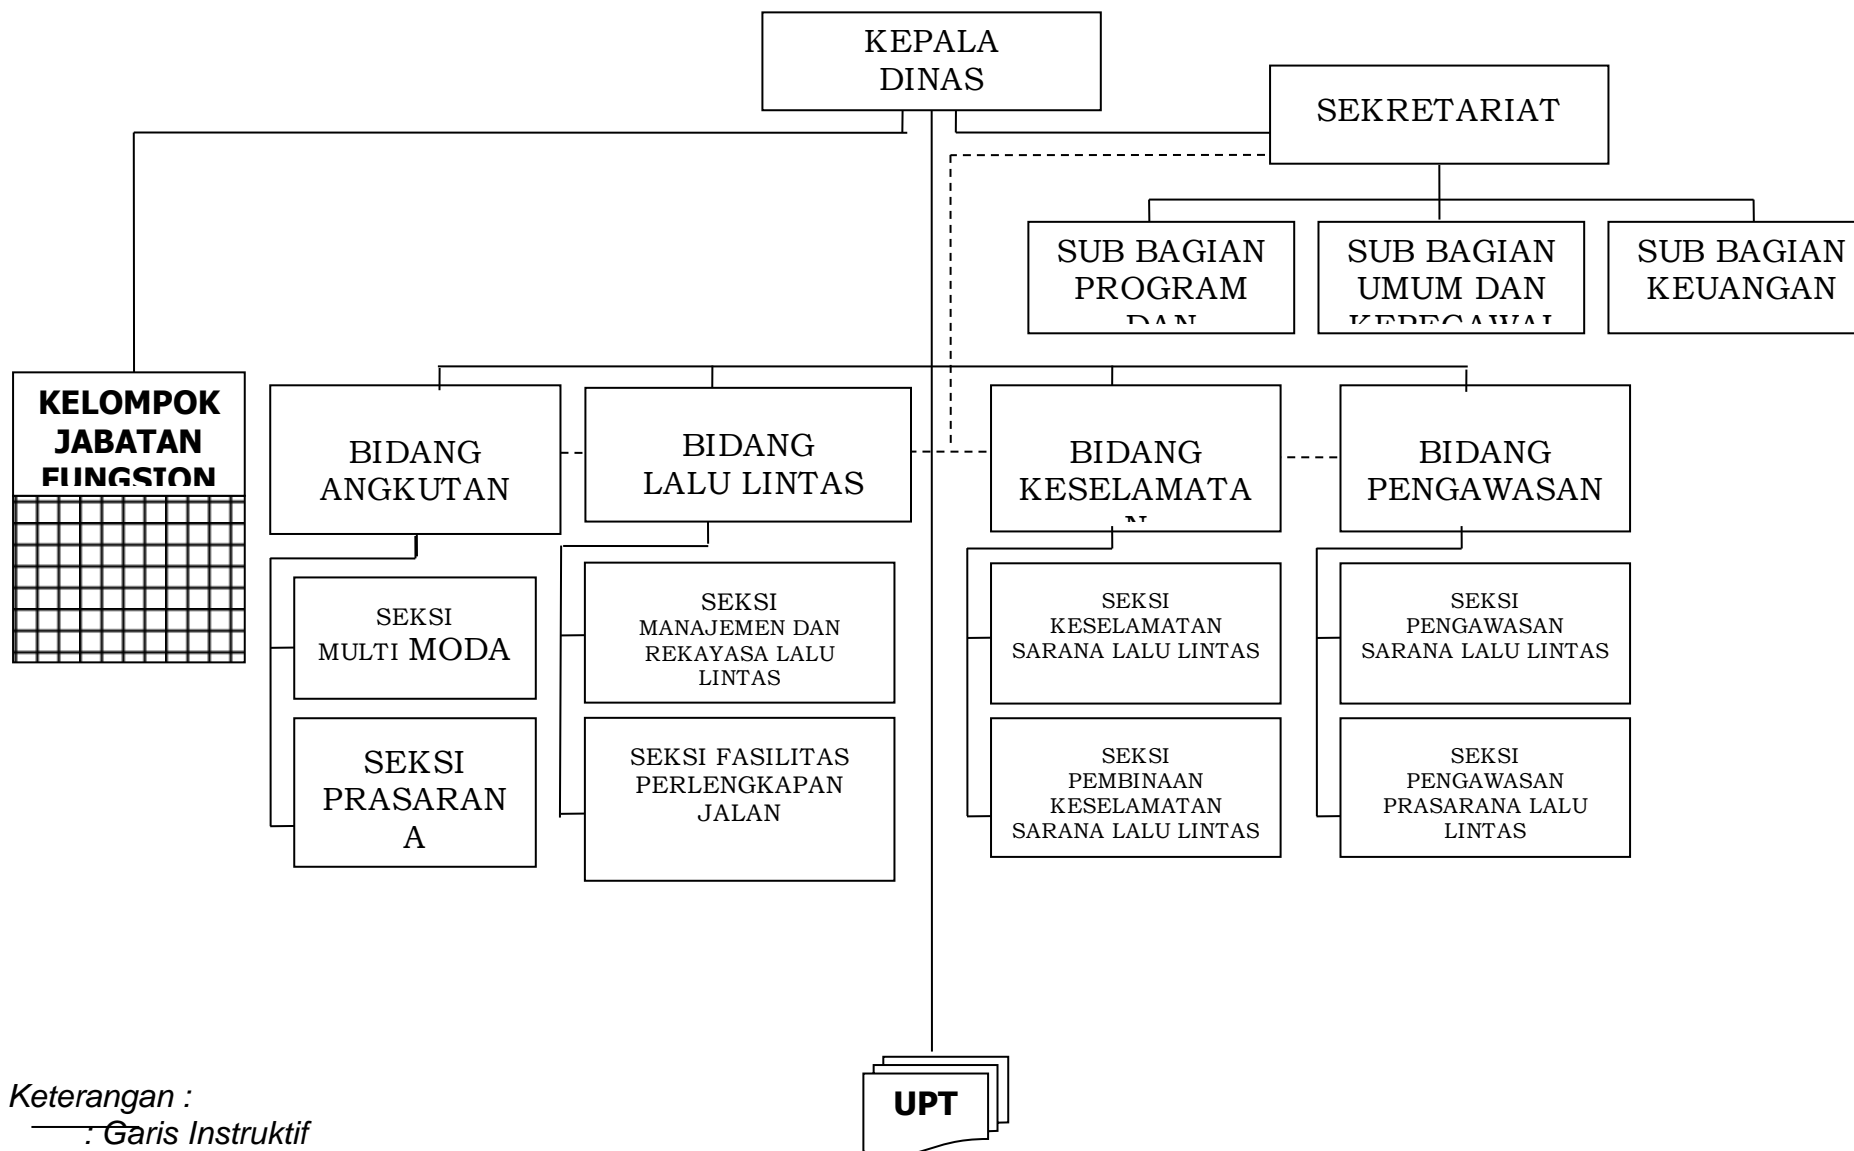 KEPALA
DINAS
SEKRETARIAT
SUB BAGIAN
PROGRAM
DAN
SUB BAGIAN
UMUM DAN
KEPEGAWAI
SUB BAGIAN
KEUANGAN
KELOMPOK
JABATAN
FUNGSION
BIDANG
ANGKUTAN
BIDANG
LALU LINTAS
BIDANG
KESELAMATA
N
BIDANG
PENGAWASAN
SEKSI
MULTI MODA
SEKSI
PRASARAN
A
SEKSI
MANAJEMEN DAN
REKAYASA LALU
LINTAS
SEKSI FASILITAS
PERLENGKAPAN
JALAN
SEKSI
KESELAMATAN
SARANA LALU LINTAS
SEKSI
PEMBINAAN
KESELAMATAN
SARANA LALU LINTAS
SEKSI
PENGAWASAN
SARANA LALU LINTAS
SEKSI
PENGAWASAN
PRASARANA LALU
LINTAS
UPT
Keterangan :
: Garis Instruktif